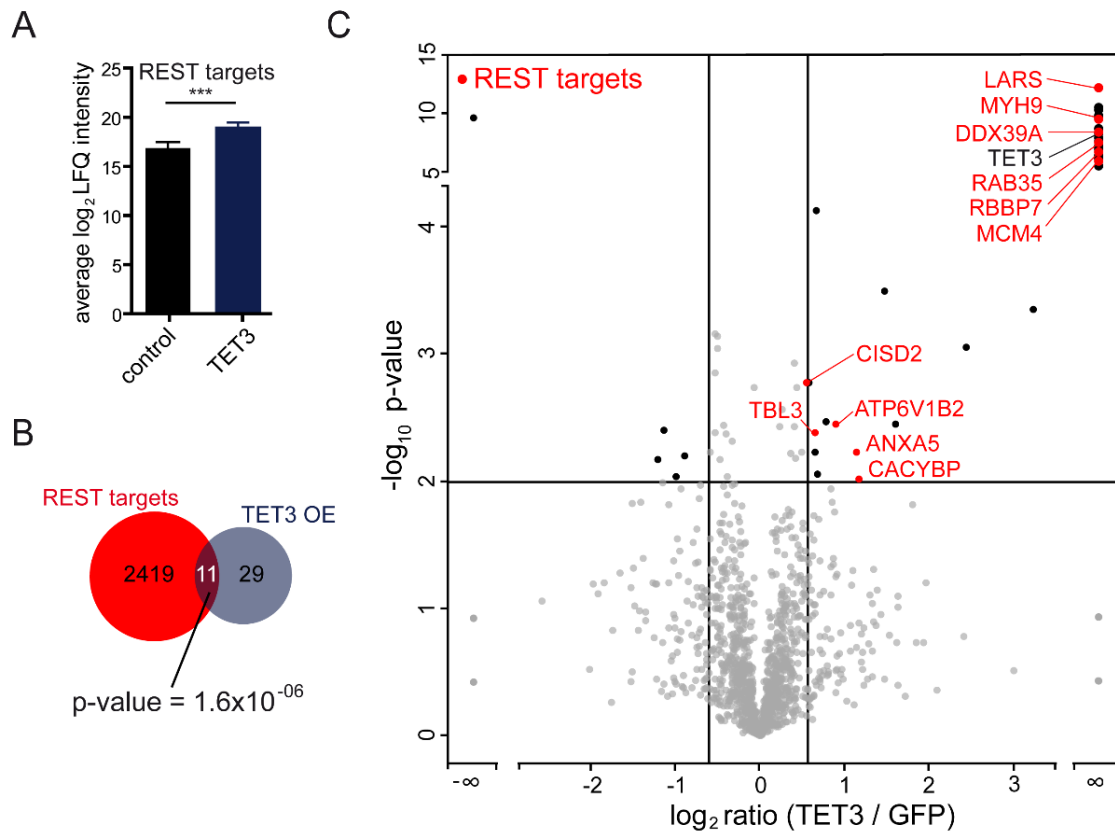 A
REST targets
***
25
20
15
10
5
0
average log₂ LFQ intensity
control
TET3
B
REST targets
TET3 OE
2419
11
29
p-value = 1.6x10⁻⁰⁶
C
REST targets
15
10
5
4
3
2
1
0
-log₁₀ p-value
LARS
MYH9
DDX39A
TET3
RAB35
RBBP7
MCM4
CISD2
TBL3
ATP6V1B2
ANXA5
CACYBP
-∞
-2
-1
0
1
2
3
∞
log₂ ratio (TET3 / GFP)